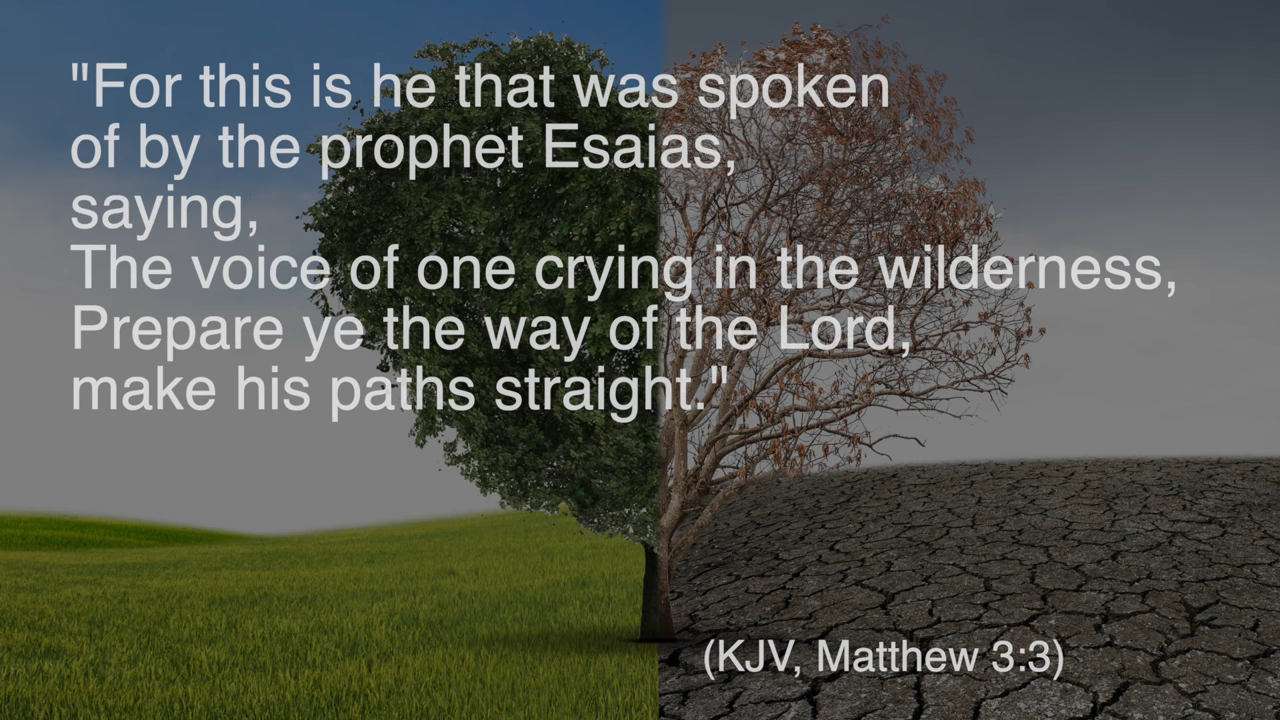 "For this is he that was spoken
of by the prophet Esaias,
saying,
The voice of one crying in the wilderness,
Prepare ye the way of the Lord,
make his paths straight."
(KJV, Matthew 3:3)